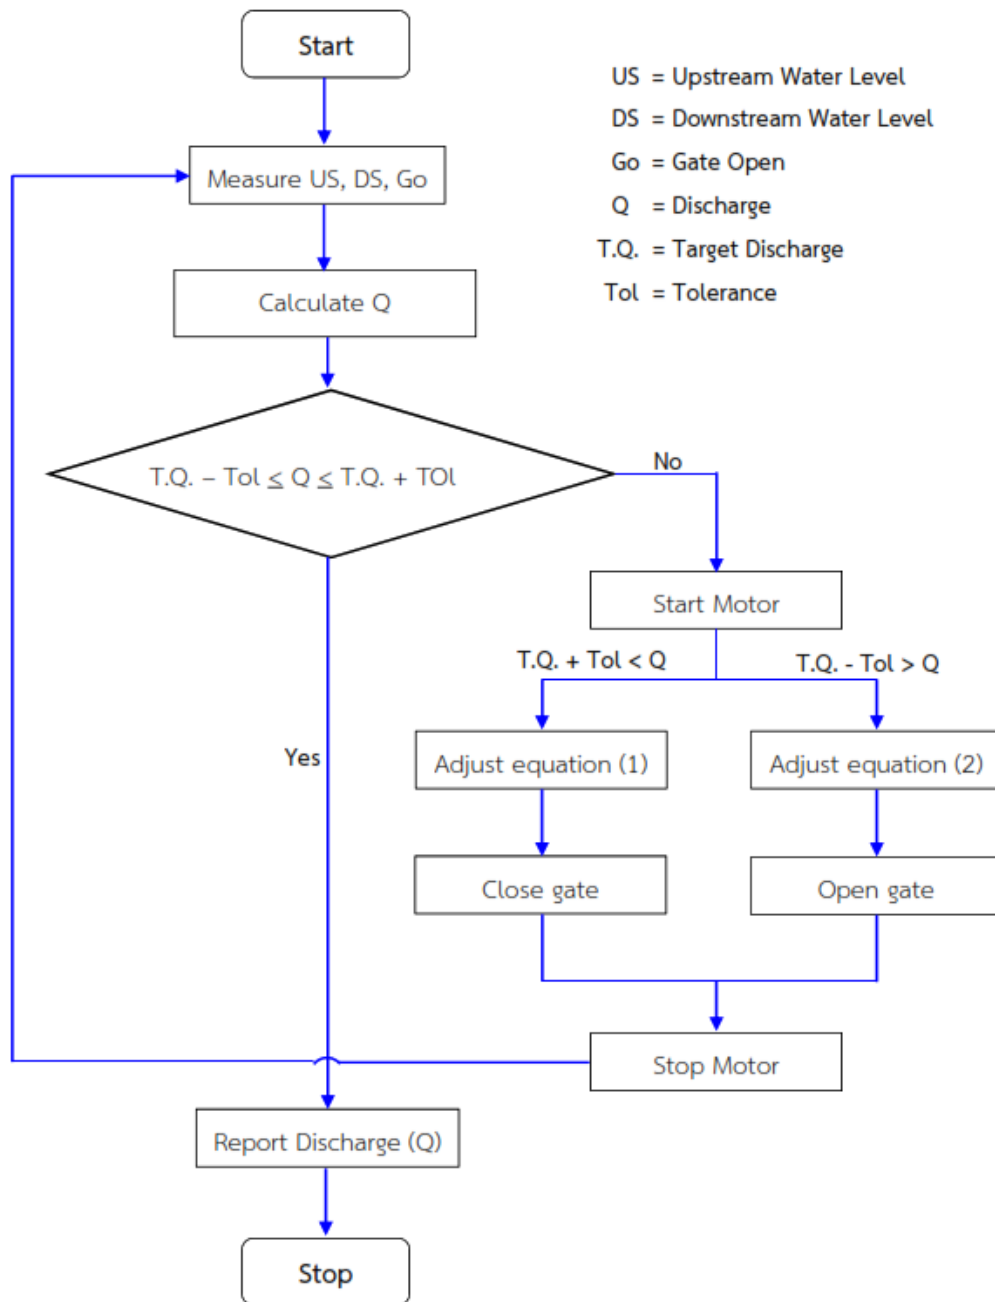 Start
US = Upstream Water Level
DS = Downstream Water Level
Go = Gate Open
Q = Discharge
T.Q. = Target Discharge
Tol = Tolerance
Measure US, DS, Go
Calculate Q
T.Q. – Tol ≤ Q ≤ T.Q. + TOl
No
Start Motor
T.Q. + Tol < Q
T.Q. - Tol > Q
Yes
Adjust equation (1)
Adjust equation (2)
Close gate
Open gate
Stop Motor
Report Discharge (Q)
Stop